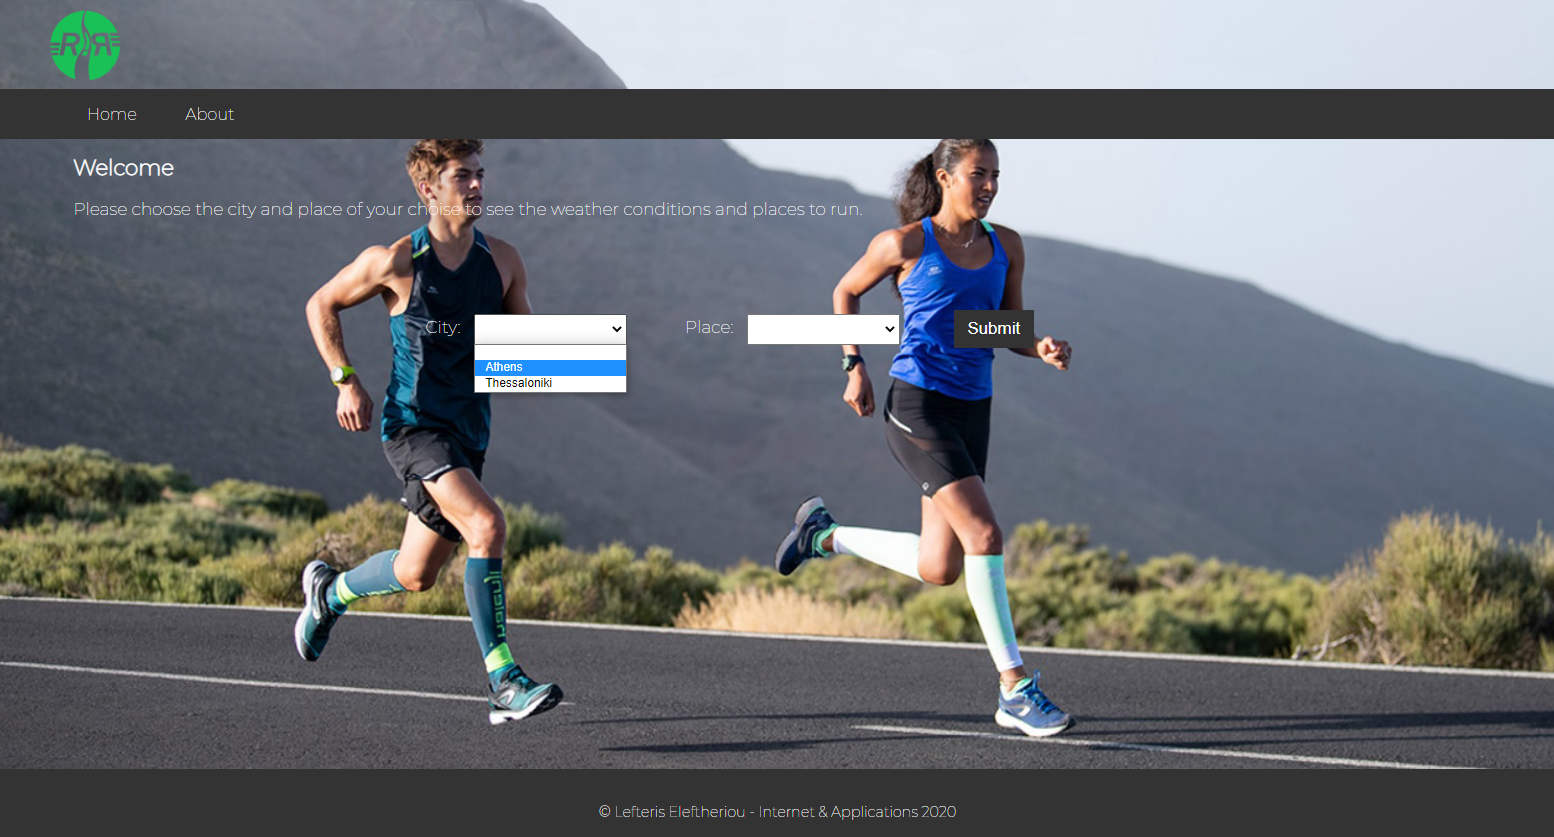 RR
Home About
Welcome
Please choose the city and place of your choise to see the weather conditions and places to run.
City: Place: Submit
Athens
Thessaloniki
© Lefteris Eleftheriou - Internet & Applications 2020